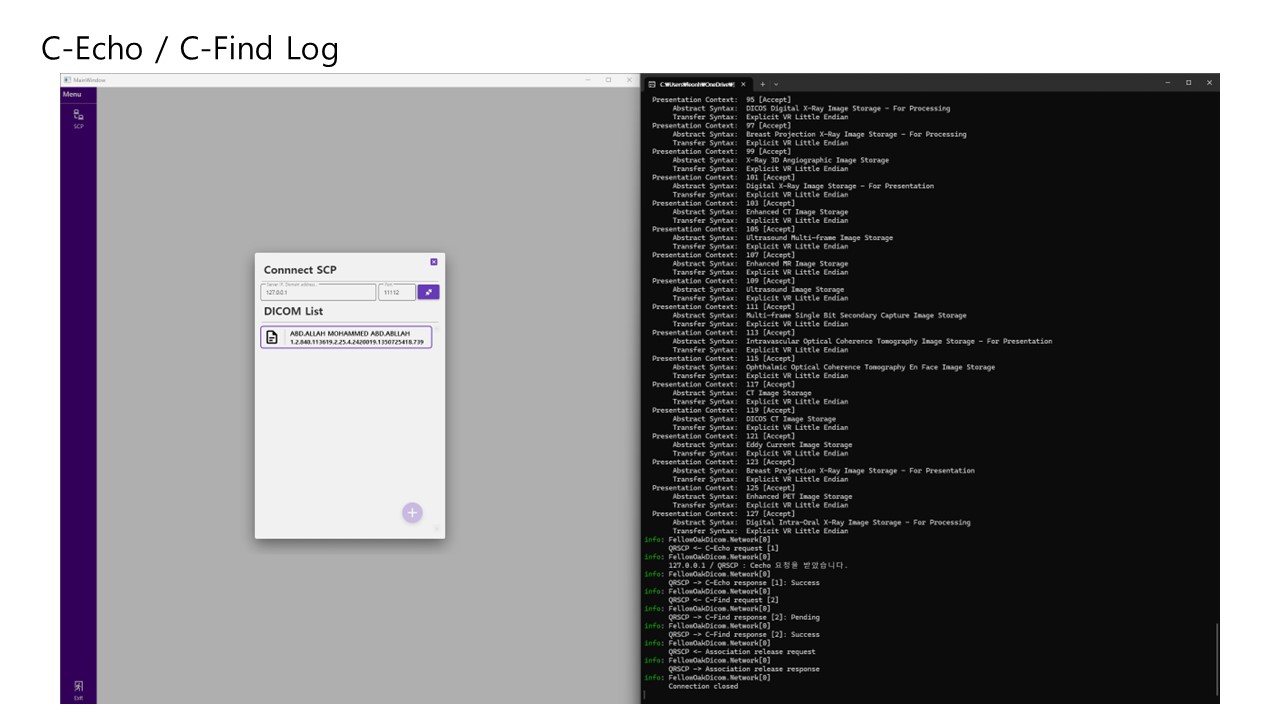 C-Echo / C-Find Log
MainWindow
Menu
SCP
Exit
Connnect SCP
Server IP, Domain address...
127.0.0.1
Port
11112
DICOM List
ABD.ALLAH MOHAMMED ABD.ABLLAH
1.2.840.113619.2.25.4.2420019.1350725418.739
Presentation Context: 95 [Accept]
Abstract Syntax: DICOS Digital X-Ray Image Storage - For Processing
Transfer Syntax: Explicit VR Little Endian
Presentation Context: 97 [Accept]
Abstract Syntax: Breast Projection X-Ray Image Storage - For Processing
Transfer Syntax: Explicit VR Little Endian
Presentation Context: 99 [Accept]
Abstract Syntax: X-Ray 3D Angiographic Image Storage
Transfer Syntax: Explicit VR Little Endian
Presentation Context: 101 [Accept]
Abstract Syntax: Digital X-Ray Image Storage - For Presentation
Transfer Syntax: Explicit VR Little Endian
Presentation Context: 103 [Accept]
Abstract Syntax: Enhanced CT Image Storage
Transfer Syntax: Explicit VR Little Endian
Presentation Context: 105 [Accept]
Abstract Syntax: Ultrasound Multi-frame Image Storage
Transfer Syntax: Explicit VR Little Endian
Presentation Context: 107 [Accept]
Abstract Syntax: Enhanced MR Image Storage
Transfer Syntax: Explicit VR Little Endian
Presentation Context: 109 [Accept]
Abstract Syntax: Ultrasound Image Storage
Transfer Syntax: Explicit VR Little Endian
Presentation Context: 111 [Accept]
Abstract Syntax: Multi-frame Single Bit Secondary Capture Image Storage
Transfer Syntax: Explicit VR Little Endian
Presentation Context: 113 [Accept]
Abstract Syntax: Intravascular Optical Coherence Tomography Image Storage - For Presentation
Transfer Syntax: Explicit VR Little Endian
Presentation Context: 115 [Accept]
Abstract Syntax: Ophthalmic Optical Coherence Tomography En Face Image Storage
Transfer Syntax: Explicit VR Little Endian
Presentation Context: 117 [Accept]
Abstract Syntax: CT Image Storage
Transfer Syntax: Explicit VR Little Endian
Presentation Context: 119 [Accept]
Abstract Syntax: DICOS CT Image Storage
Transfer Syntax: Explicit VR Little Endian
Presentation Context: 121 [Accept]
Abstract Syntax: Eddy Current Image Storage
Transfer Syntax: Explicit VR Little Endian
Presentation Context: 123 [Accept]
Abstract Syntax: Breast Projection X-Ray Image Storage - For Presentation
Transfer Syntax: Explicit VR Little Endian
Presentation Context: 125 [Accept]
Abstract Syntax: Enhanced PET Image Storage
Transfer Syntax: Explicit VR Little Endian
Presentation Context: 127 [Accept]
Abstract Syntax: Digital Intra-Oral X-Ray Image Storage - For Processing
Transfer Syntax: Explicit VR Little Endian
info: FellowOakDicom.Network[0]
QRSCP <- C-Echo request [1]
info: FellowOakDicom.Network[0]
127.0.0.1 / QRSCP : Cecho 요청을 받았습니다.
info: FellowOakDicom.Network[0]
QRSCP -> C-Echo response [1]: Success
info: FellowOakDicom.Network[0]
QRSCP <- C-Find request [2]
info: FellowOakDicom.Network[0]
QRSCP -> C-Find response [2]: Pending
info: FellowOakDicom.Network[0]
QRSCP -> C-Find response [2]: Success
info: FellowOakDicom.Network[0]
QRSCP <- Association release request
info: FellowOakDicom.Network[0]
QRSCP -> Association release response
info: FellowOakDicom.Network[0]
Connection closed